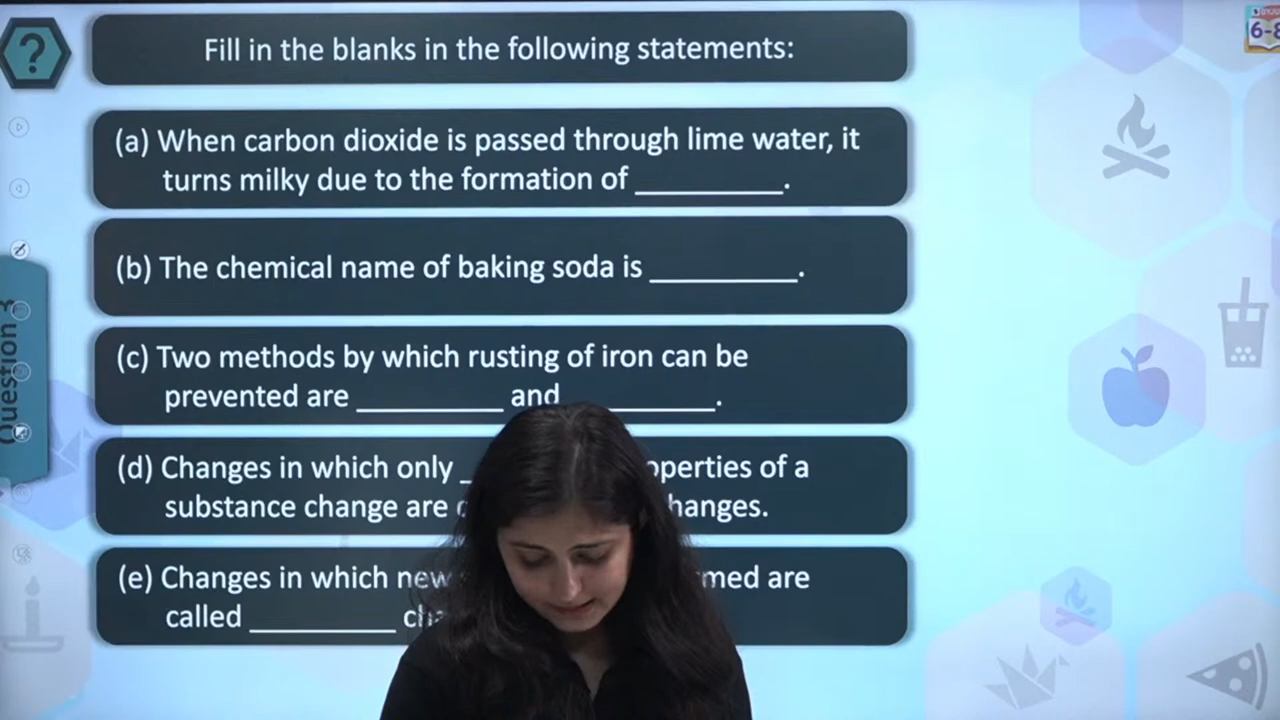 Fill in the blanks in the following statements:
(a) When carbon dioxide is passed through lime water, it
turns milky due to the formation of __________.
(b) The chemical name of baking soda is __________.
(c) Two methods by which rusting of iron can be
prevented are __________ and __________.
(d) Changes in which only of a
substance change are
(e) Changes in which new are
called __________
Question 3
?
6-8